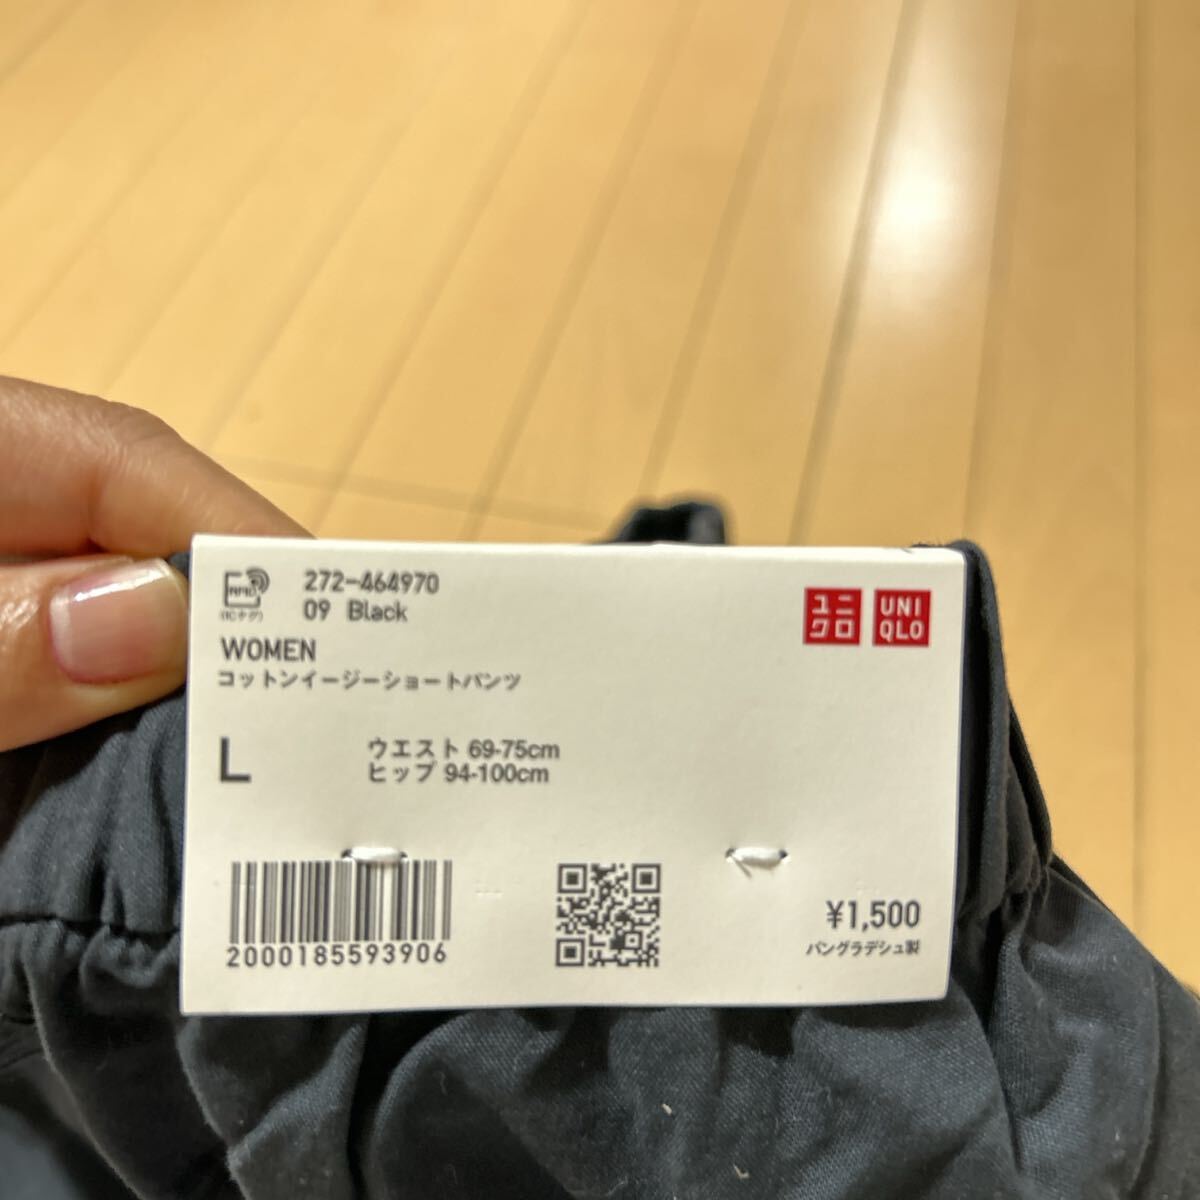 RFID
(ICタグ)
272-464970
09 Black
WOMEN
コットンイージーショートパンツ
ユニ
クロ
UNI
QLO
L
ウエスト 69-75cm
ヒップ 94-100cm
2000185593906
¥1,500
バングラデシュ製